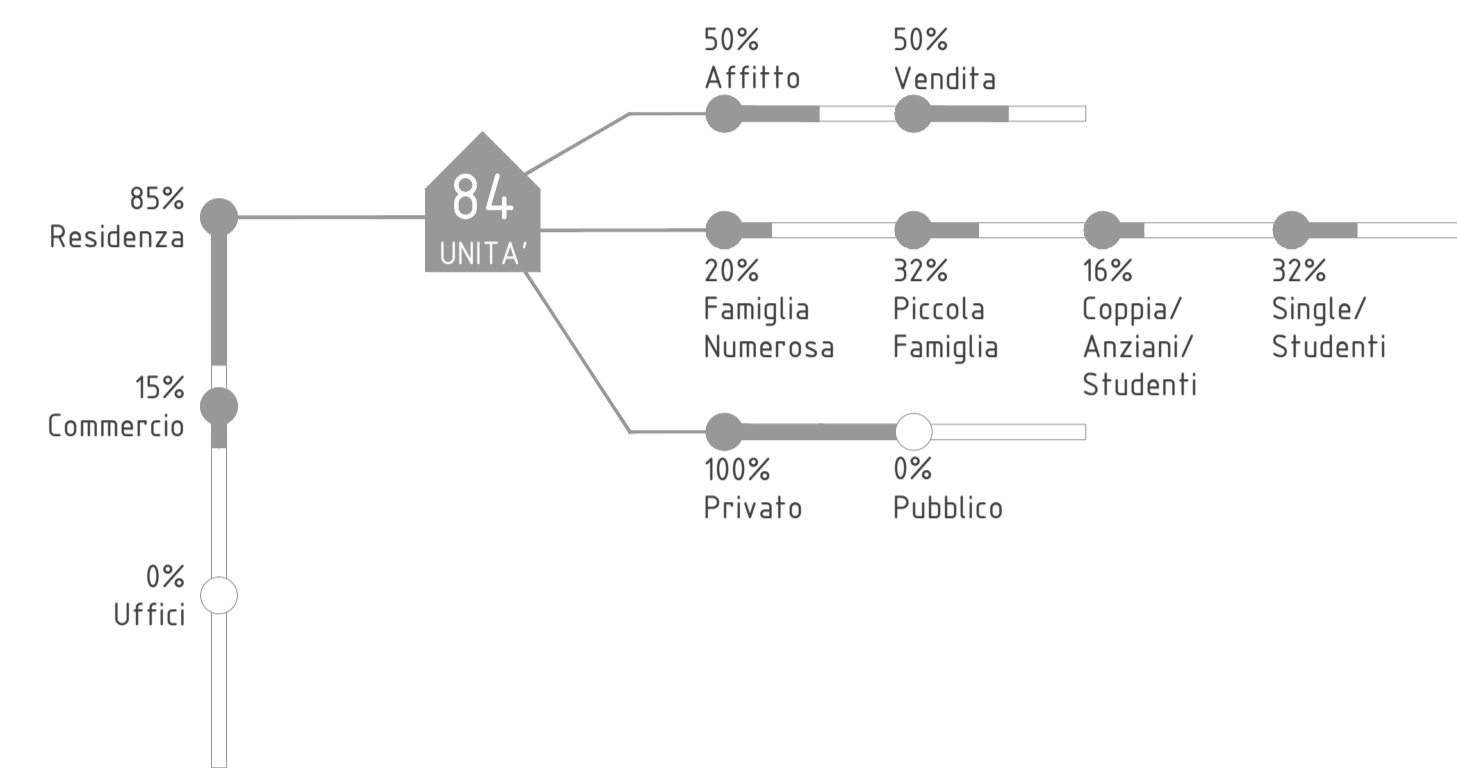 50%
Affitto
50%
Vendita
85%
Residenza
84
UNITA'
20%
Famiglia
Numerosa
32%
Piccola
Famiglia
16%
Coppia/
Anziani/
Studenti
32%
Single/
Studenti
15%
Commercio
100%
Privato
0%
Pubblico
0%
Uffici